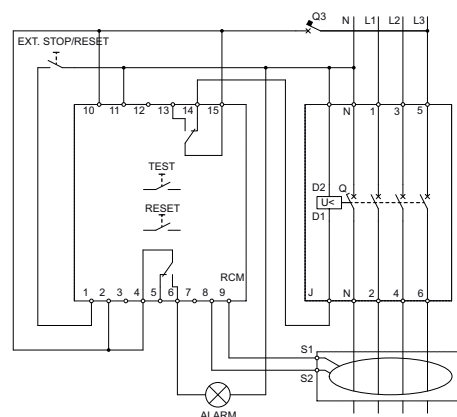 Q3 N L1 L2 L3
EXT. STOP/RESET
10 11 12 13 14 15 N 1 3 5
TEST
D2 Q
U<
D1
RESET
RCM
1 2 3 4 5 6 7 8 9 J N 2 4 6
S1
S2
ALARM